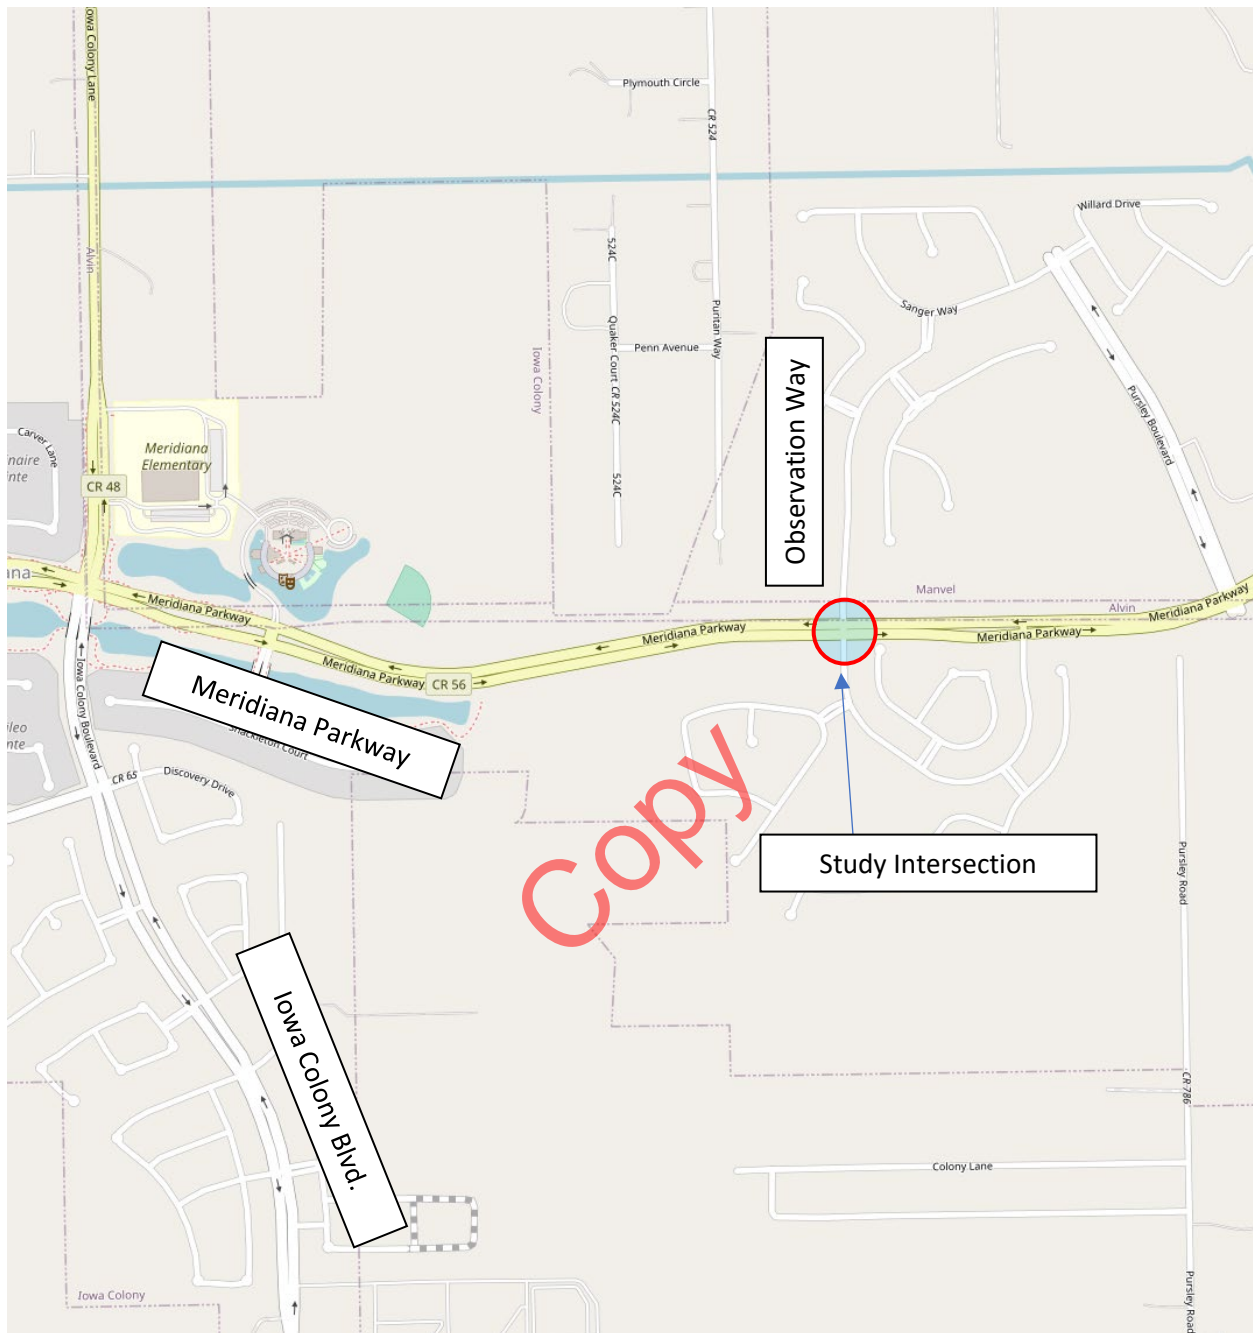 Iowa Colony Lane
Plymouth Circle
CR 524
Willard Drive
Alvin
524C
Sanger Way
Puritan Way
Quaker Court
CR 524C
Penn Avenue
Iowa Colony
Observation Way
Pursley Boulevard
Carver Lane
Meridiana
Elementary
CR 48
524C
Manvel
Alvin
Meridiana Parkway
Meridiana Parkway
Meridiana Parkway
Meridiana Parkway
Meridiana Parkway
CR 56
Iowa Colony Boulevard
Meridiana Parkway
Shackleton Court
CR 65
Discovery Drive
Copy
Study Intersection
Pursley Road
Iowa Colony Blvd.
CR 786
Colony Lane
Iowa Colony
Pursley Road